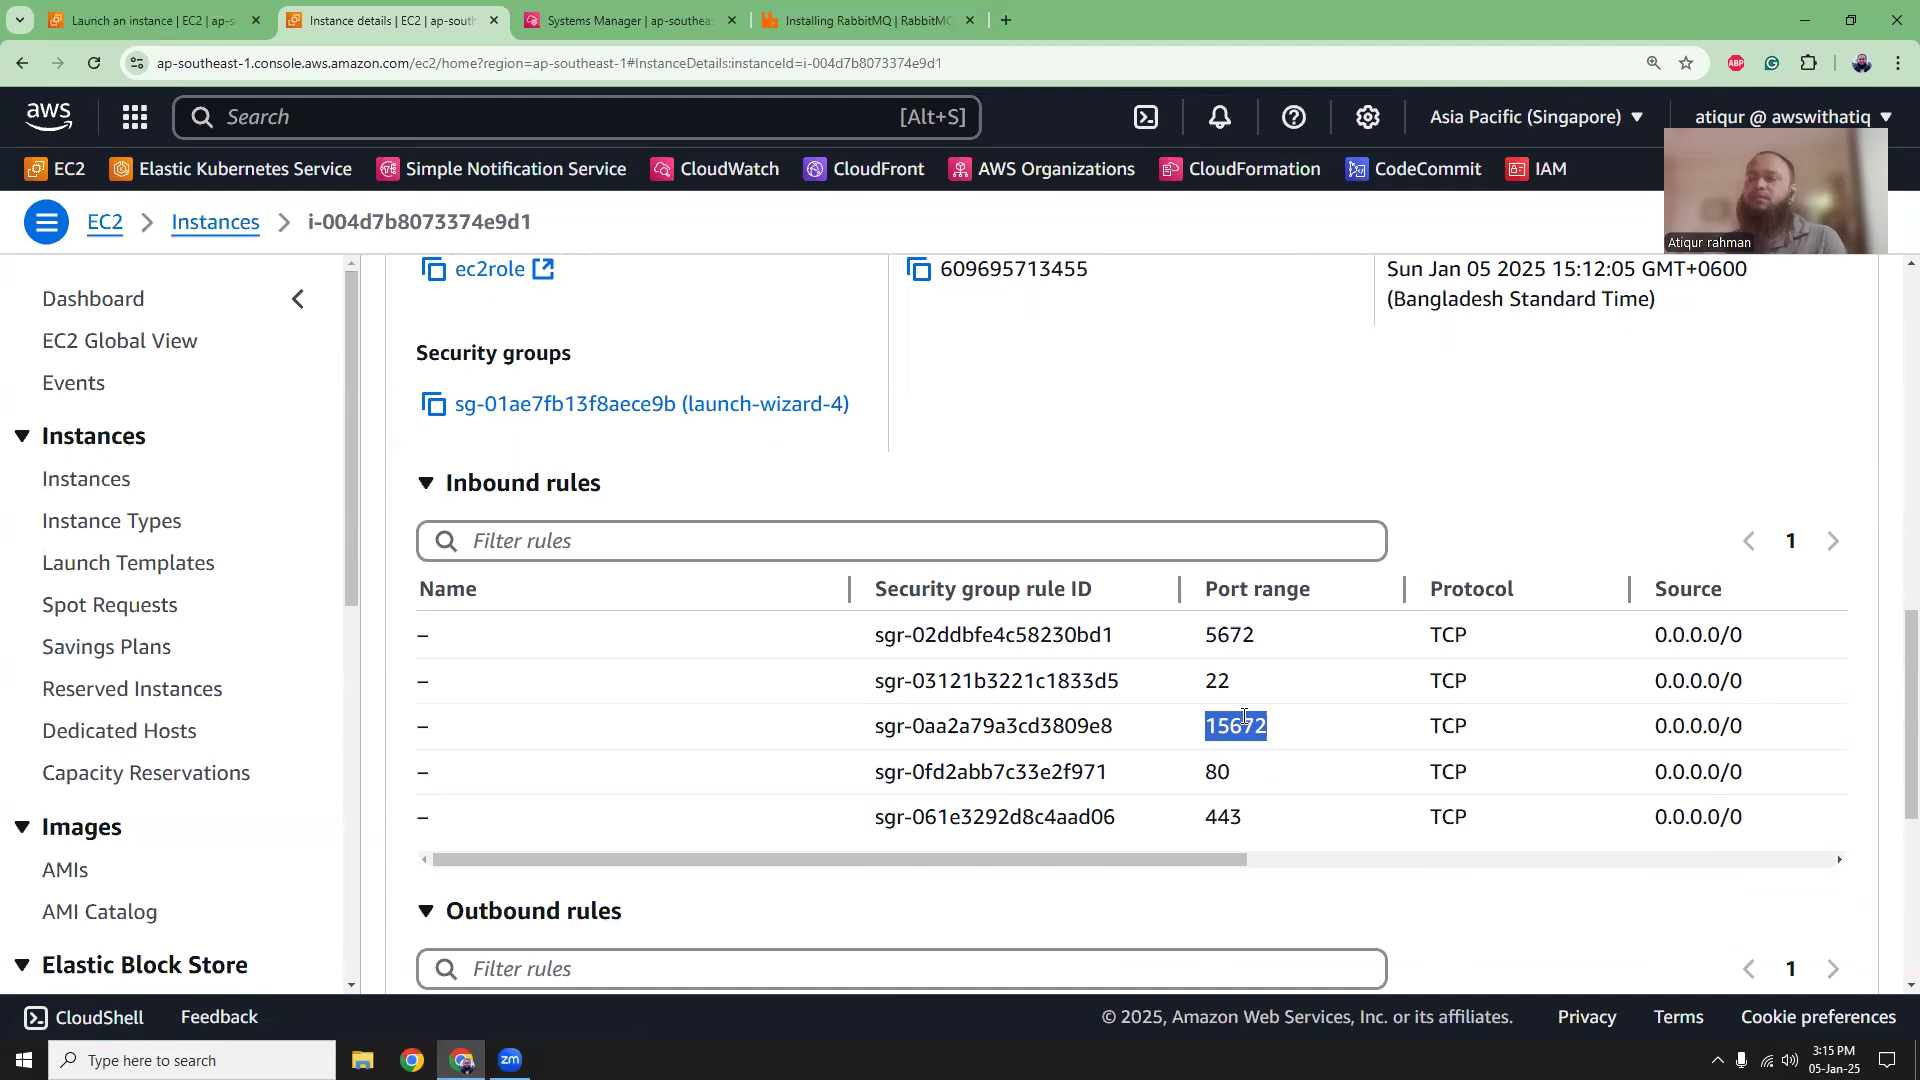 Launch an instance | EC2 | ap-s
Instance details | EC2 | ap-sout
Systems Manager | ap-southeas
Installing RabbitMQ | RabbitMQ
ap-southeast-1.console.aws.amazon.com/ec2/home?region=ap-southeast-1#InstanceDetails:instanceId=i-004d7b8073374e9d1
ABP
aws
Search
[Alt+S]
Asia Pacific (Singapore)
atiqur @ awswithatiq
EC2
Elastic Kubernetes Service
Simple Notification Service
CloudWatch
CloudFront
AWS Organizations
CloudFormation
CodeCommit
IAM
EC2
Instances
i-004d7b8073374e9d1
Atiqur rahman
Dashboard
EC2 Global View
Events
Instances
Instances
Instance Types
Launch Templates
Spot Requests
Savings Plans
Reserved Instances
Dedicated Hosts
Capacity Reservations
Images
AMIs
AMI Catalog
Elastic Block Store
ec2role
609695713455
Sun Jan 05 2025 15:12:05 GMT+0600
(Bangladesh Standard Time)
Security groups
sg-01ae7fb13f8aece9b (launch-wizard-4)
Inbound rules
Filter rules
1
Name Security group rule ID Port range Protocol Source
– sgr-02ddbfe4c58230bd1 5672 TCP 0.0.0.0/0
– sgr-03121b3221c1833d5 22 TCP 0.0.0.0/0
– sgr-0aa2a79a3cd3809e8 15672 TCP 0.0.0.0/0
– sgr-0fd2abb7c33e2f971 80 TCP 0.0.0.0/0
– sgr-061e3292d8c4aad06 443 TCP 0.0.0.0/0
Outbound rules
Filter rules
1
CloudShell
Feedback
© 2025, Amazon Web Services, Inc. or its affiliates.
Privacy
Terms
Cookie preferences
Type here to search
zm
3:15 PM
05-Jan-25